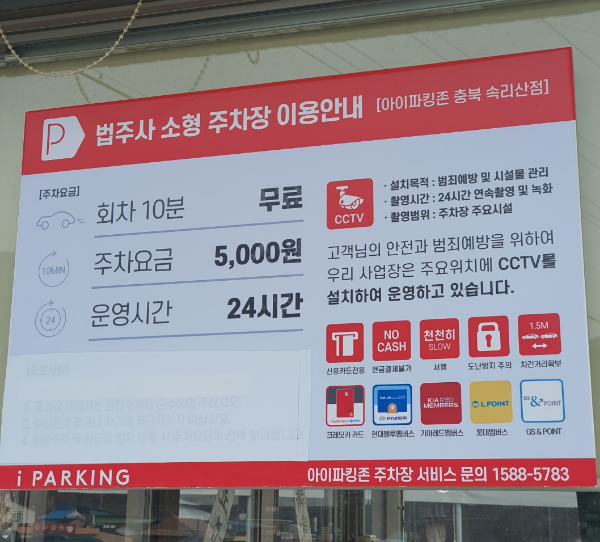 P 법주사 소형 주차장 이용안내 [아이파킹존 충북 속리산점]
[주차요금]
회차 10분 무료
10MIN 주차요금 5,000원
24 운영시간 24시간
CCTV
· 설치목적 : 범죄예방 및 시설물 관리
· 촬영시간 : 24시간 연속촬영 및 녹화
· 촬영범위 : 주차장 주요시설
고객님의 안전과 범죄예방을 위하여
우리 사업장은 주요위치에 CCTV를
설치하여 운영하고 있습니다.
NO CASH 천천히 SLOW 1.5M
신용카드전용 현금결제불가 서행 도난방지 주의 차간거리확보
HYUNDAI KIA RED MEMBERS L.POINT GS& POINT
크레딧카 카드 현대블루멤버스 기아레드멤버스 롯데멤버스 GS & POINT
i PARKING 아이파킹존 주차장 서비스 문의 1588-5783